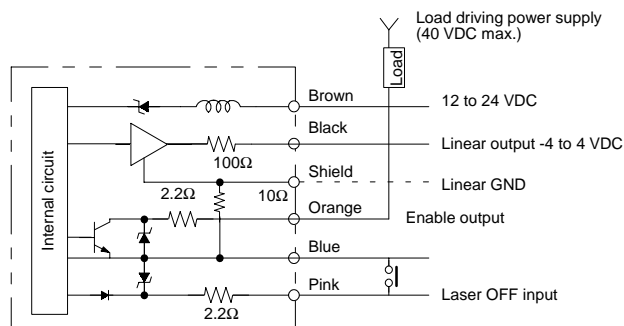 Load driving power supply
(40 VDC max.)
Load
Brown
12 to 24 VDC
Black
Linear output -4 to 4 VDC
100Ω
Shield
2.2Ω
10Ω
Linear GND
Orange
Enable output
Internal circuit
Blue
Pink
Laser OFF input
2.2Ω